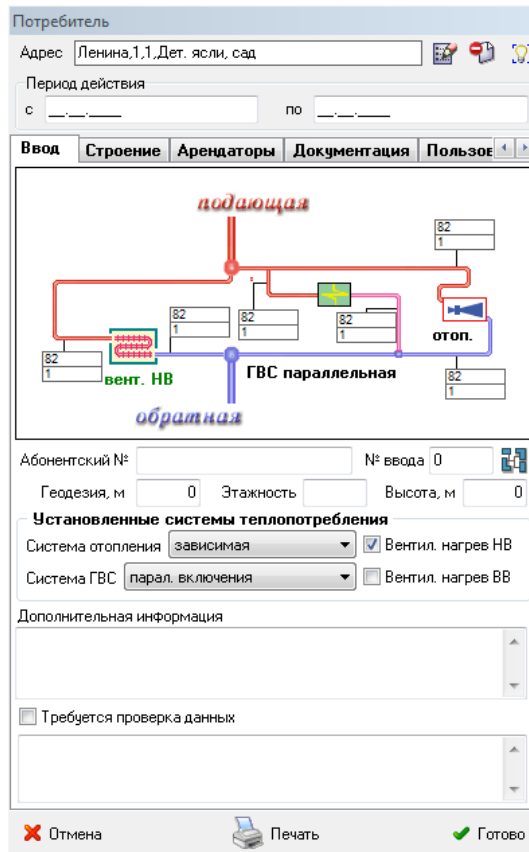 Потребитель
Адрес Ленина,1,1,Дет. ясли, сад
Период действия
с __.__.____ по __.__.____
Ввод Строение Арендаторы Документация Пользов
подающая
82
1
82
1
82
1
82
1
отоп.
82
1
вент. НВ
ГВС параллельная
82
1
обратная
Абонентский № № ввода 0
Геодезия, м 0 Этажность Высота, м 0
Установленные системы теплопотребления
Система отопления зависимая Вентил. нагрев НВ
Система ГВС парал. включения Вентил. нагрев ВВ
Дополнительная информация
Требуется проверка данных
Отмена Печать Готово